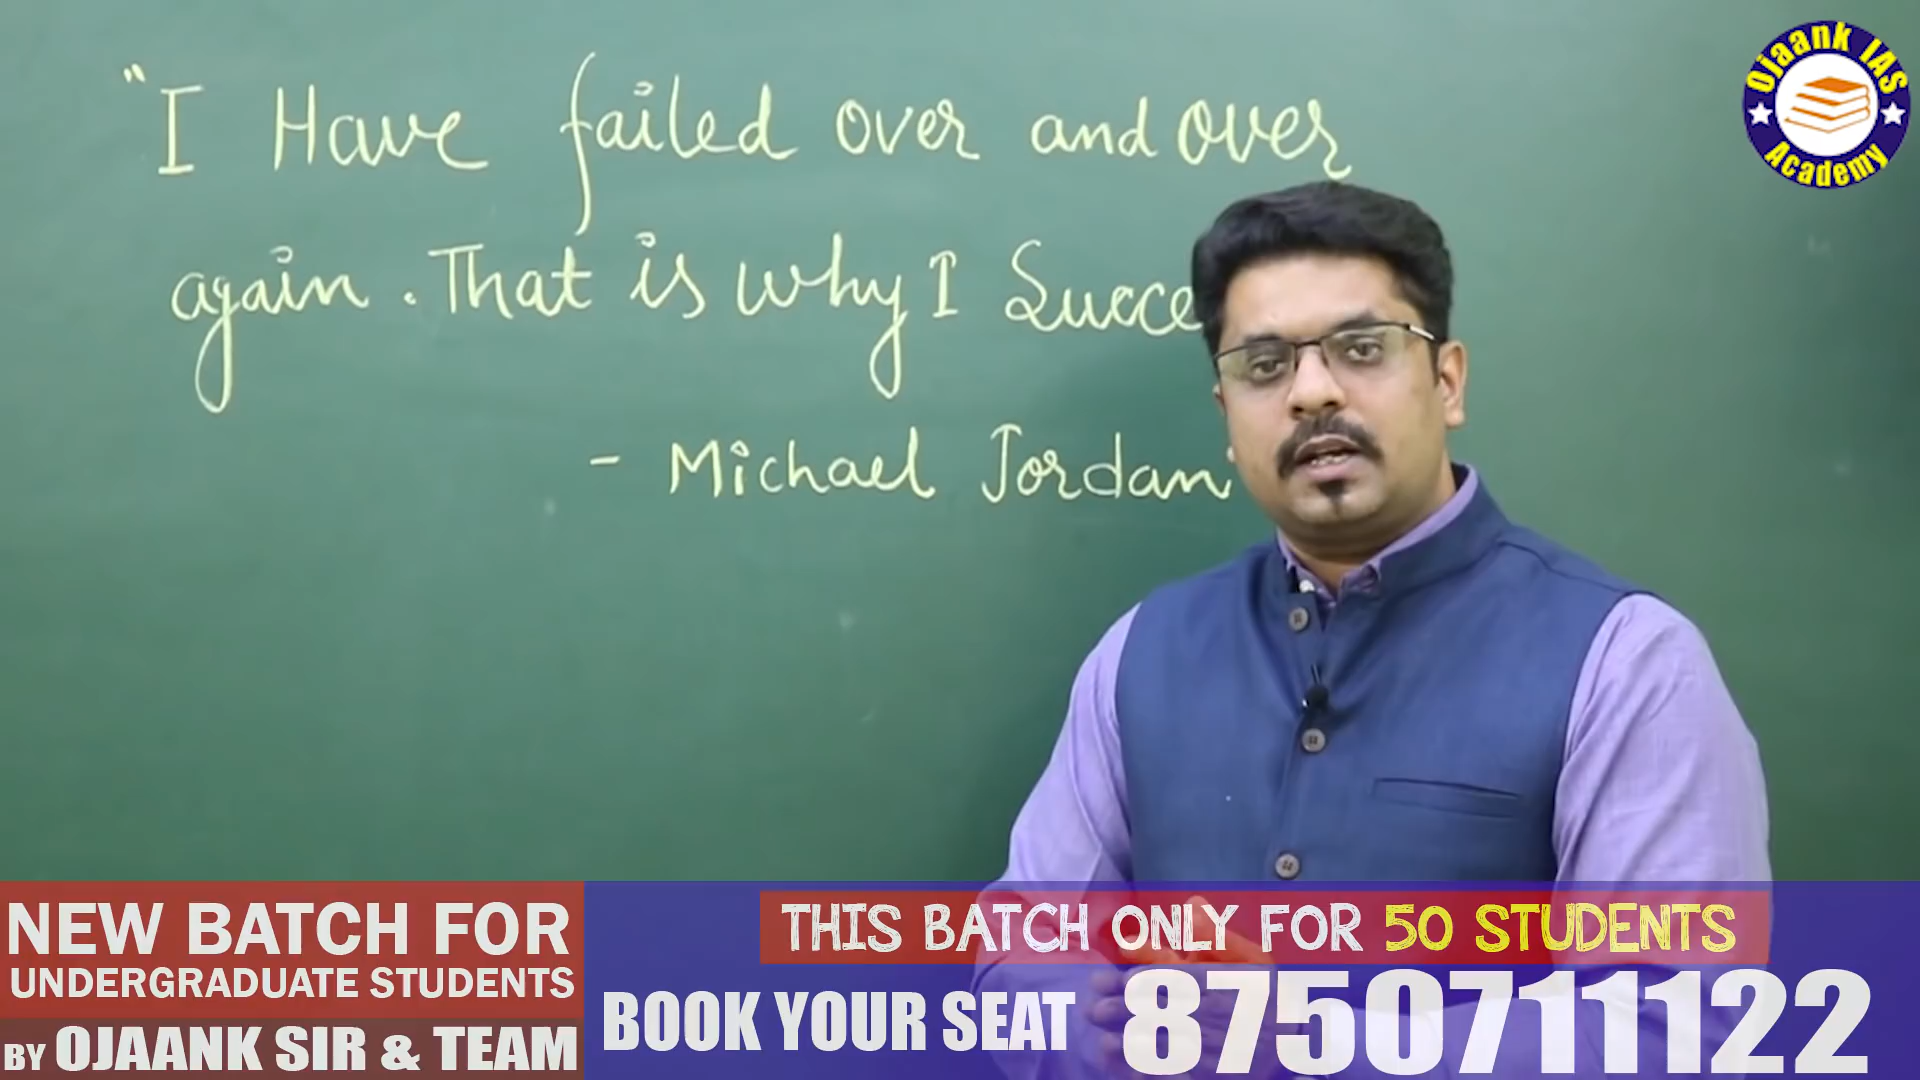 "I Have failed over and over
again. That is why I Succe
- Michael Jordan
Ojaank IAS
Academy
NEW BATCH FOR
UNDERGRADUATE STUDENTS
BY OJAANK SIR & TEAM
THIS BATCH ONLY FOR 50 STUDENTS
BOOK YOUR SEAT 8750711122